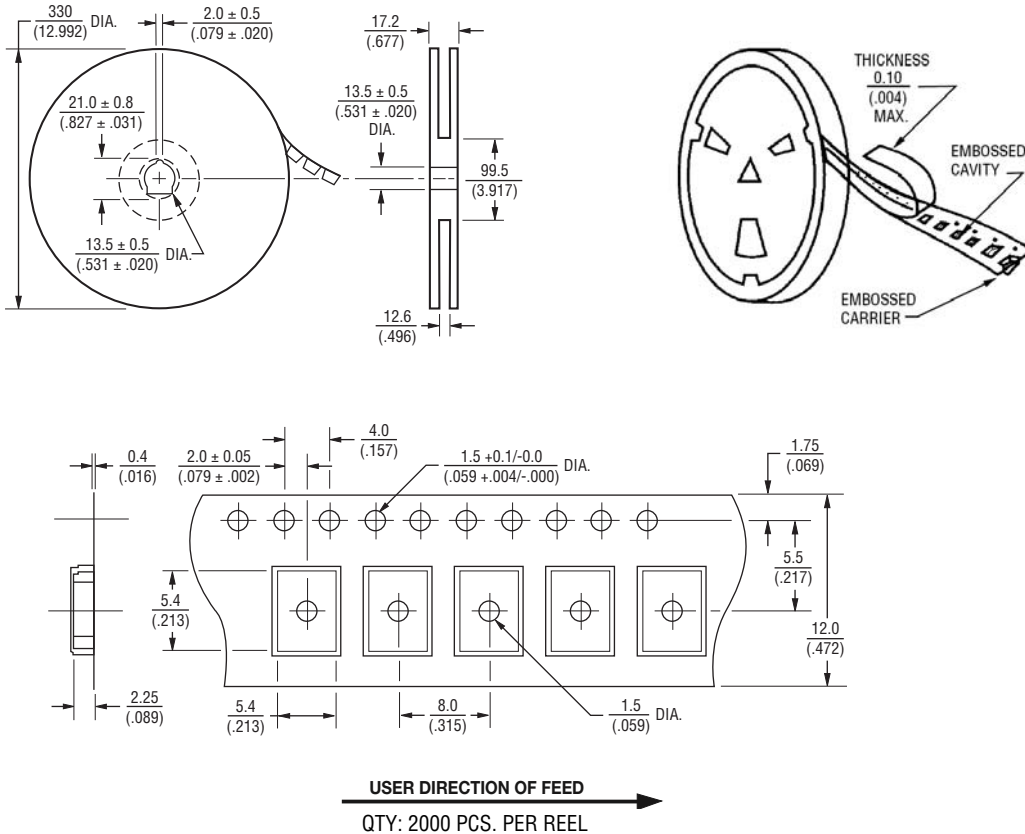 330
(12.992) DIA.
2.0 ± 0.5
(.079 ± .020)
21.0 ± 0.8
(.827 ± .031)
13.5 ± 0.5
(.531 ± .020) DIA.
17.2
(.677)
13.5 ± 0.5
(.531 ± .020)
DIA.
99.5
(3.917)
12.6
(.496)
THICKNESS
0.10
(.004)
MAX.
EMBOSSED
CAVITY
EMBOSSED
CARRIER
0.4
(.016)
2.0 ± 0.05
(.079 ± .002)
4.0
(.157)
1.5 +0.1/-0.0
(.059 +.004/-.000) DIA.
1.75
(.069)
5.5
(.217)
12.0
(.472)
5.4
(.213)
2.25
(.089)
5.4
(.213)
8.0
(.315)
1.5
(.059) DIA.
USER DIRECTION OF FEED
QTY: 2000 PCS. PER REEL